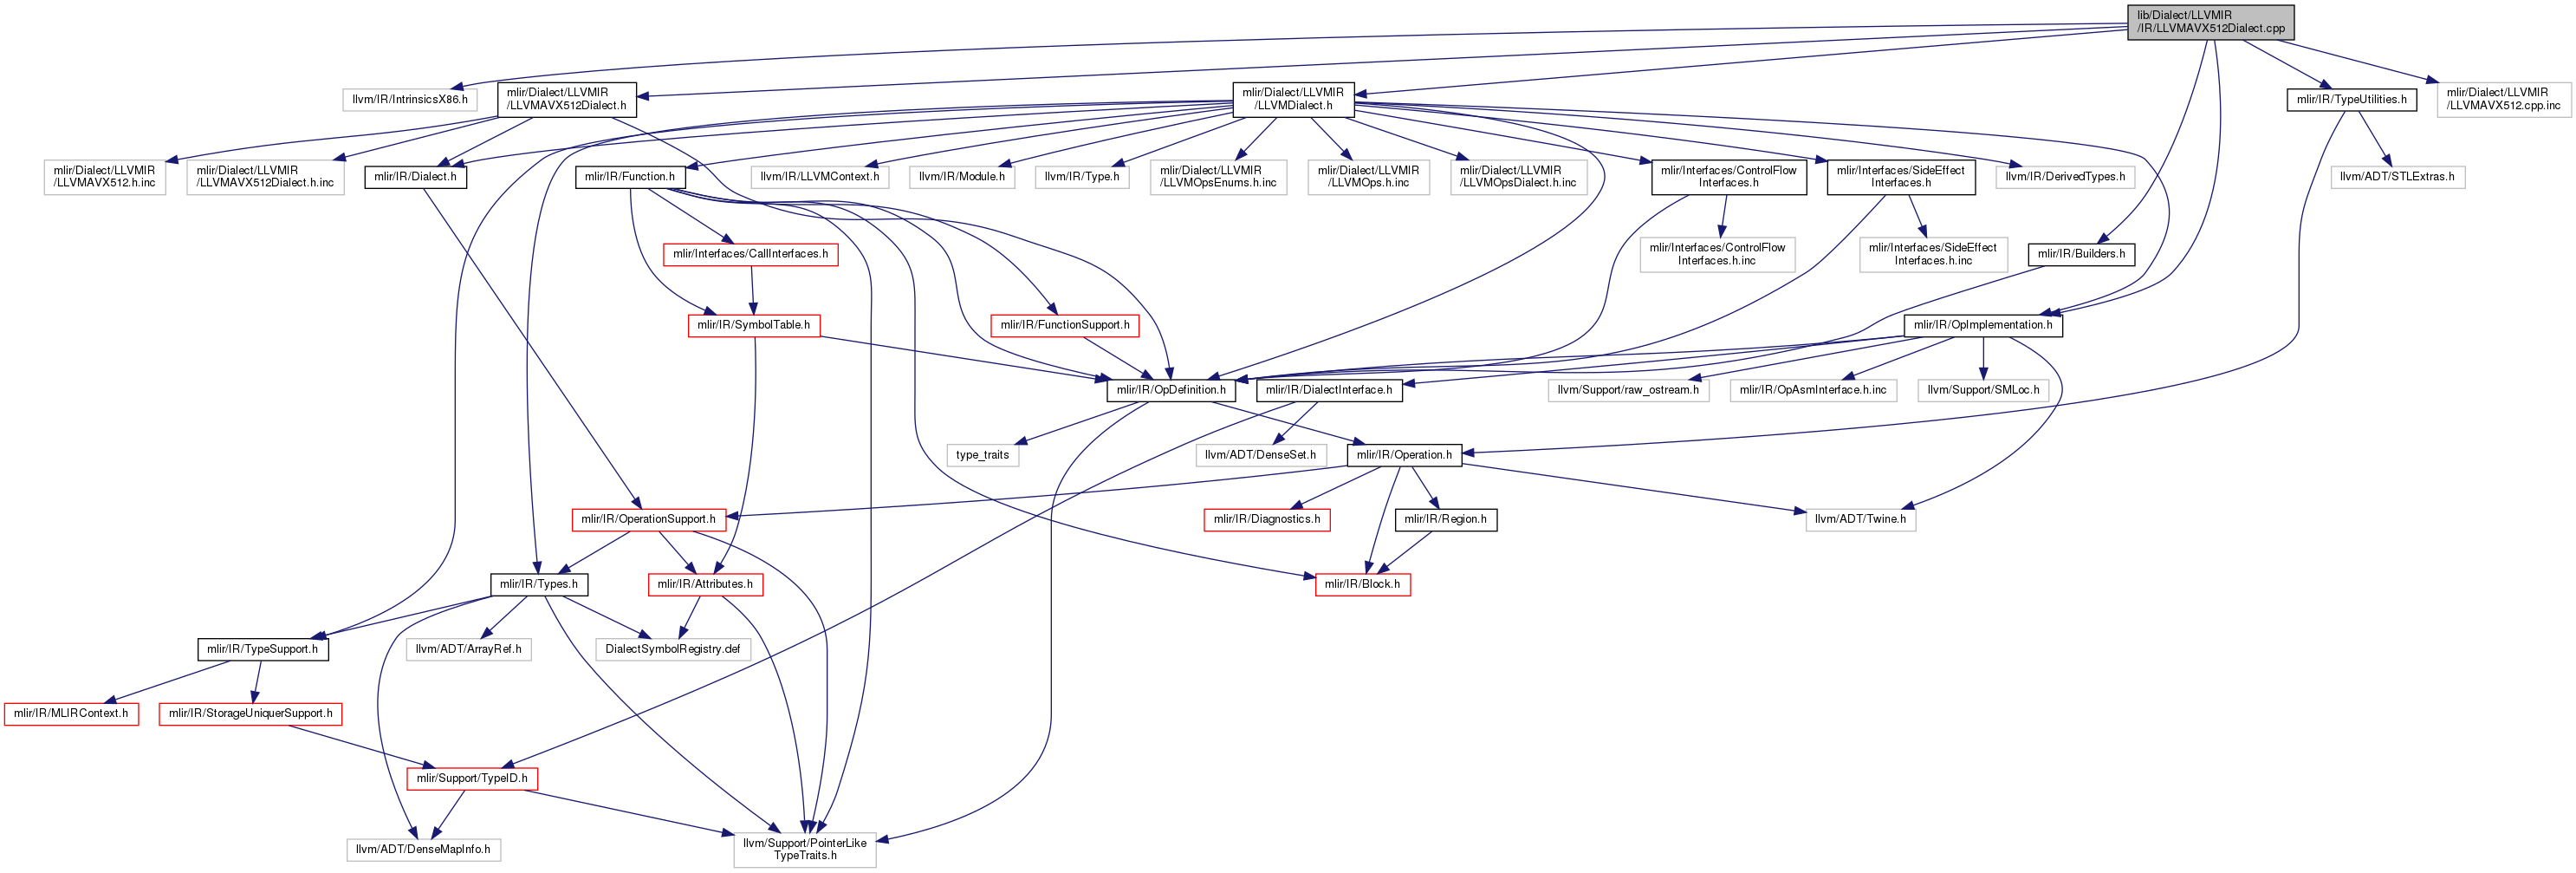 lib/Dialect/LLVMIR
/IR/LLVMAVX512Dialect.cpp
llvm/IR/IntrinsicsX86.h
mlir/Dialect/LLVMIR
/LLVMAVX512Dialect.h
mlir/Dialect/LLVMIR
/LLVMDialect.h
mlir/IR/TypeUtilities.h
mlir/Dialect/LLVMIR
/LLVMAVX512.cpp.inc
mlir/Dialect/LLVMIR
/LLVMAVX512.h.inc
mlir/Dialect/LLVMIR
/LLVMAVX512Dialect.h.inc
mlir/IR/Dialect.h
mlir/IR/Function.h
llvm/IR/LLVMContext.h
llvm/IR/Module.h
llvm/IR/Type.h
mlir/Dialect/LLVMIR
/LLVMOpsEnums.h.inc
mlir/Dialect/LLVMIR
/LLVMOps.h.inc
mlir/Dialect/LLVMIR
/LLVMOpsDialect.h.inc
mlir/Interfaces/ControlFlow
Interfaces.h
mlir/Interfaces/SideEffect
Interfaces.h
llvm/IR/DerivedTypes.h
llvm/ADT/STLExtras.h
mlir/Interfaces/CallInterfaces.h
mlir/Interfaces/ControlFlow
Interfaces.h.inc
mlir/Interfaces/SideEffect
Interfaces.h.inc
mlir/IR/Builders.h
mlir/IR/SymbolTable.h
mlir/IR/FunctionSupport.h
mlir/IR/OpImplementation.h
mlir/IR/OpDefinition.h
mlir/IR/DialectInterface.h
llvm/Support/raw_ostream.h
mlir/IR/OpAsmInterface.h.inc
llvm/Support/SMLoc.h
type_traits
llvm/ADT/DenseSet.h
mlir/IR/Operation.h
mlir/IR/OperationSupport.h
mlir/IR/Diagnostics.h
mlir/IR/Region.h
llvm/ADT/Twine.h
mlir/IR/Types.h
mlir/IR/Attributes.h
mlir/IR/Block.h
mlir/IR/TypeSupport.h
llvm/ADT/ArrayRef.h
DialectSymbolRegistry.def
mlir/IR/MLIRContext.h
mlir/IR/StorageUniquerSupport.h
mlir/Support/TypeID.h
llvm/ADT/DenseMapInfo.h
llvm/Support/PointerLike
TypeTraits.h